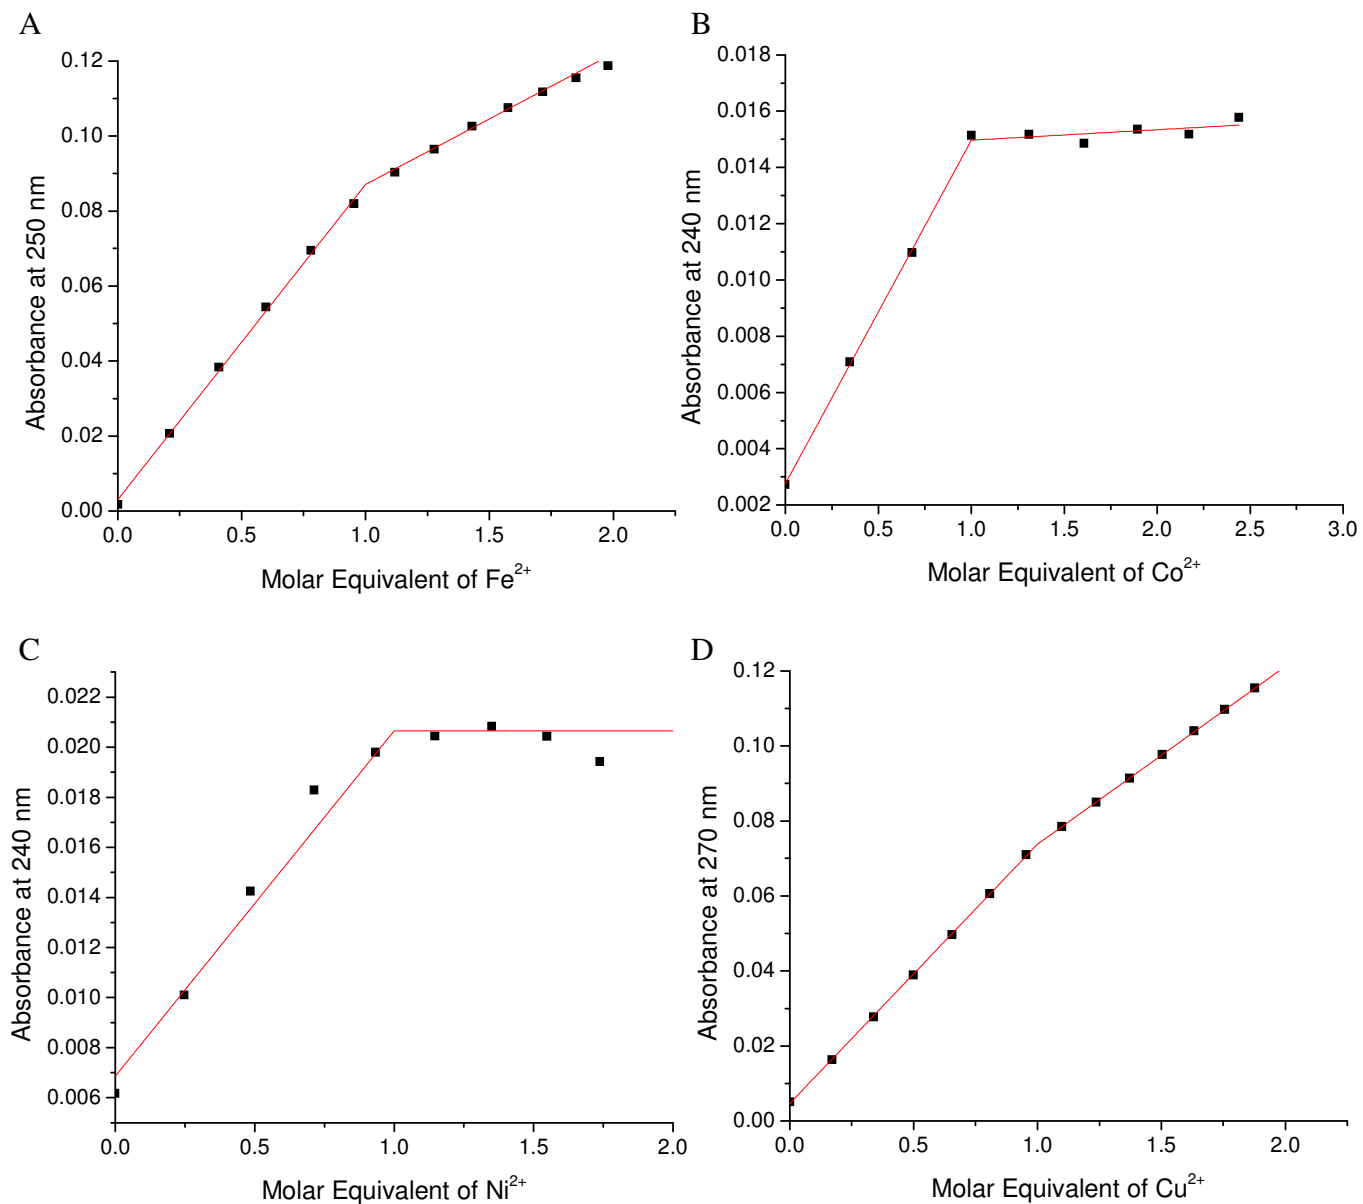 A
0.12
0.10
0.08
0.06
0.04
0.02
0.00
0.0 0.5 1.0 1.5 2.0
Absorbance at 250 nm
Molar Equivalent of Fe²⁺
B
0.018
0.016
0.014
0.012
0.010
0.008
0.006
0.004
0.002
0.0 0.5 1.0 1.5 2.0 2.5 3.0
Absorbance at 240 nm
Molar Equivalent of Co²⁺
C
0.022
0.020
0.018
0.016
0.014
0.012
0.010
0.008
0.006
0.0 0.5 1.0 1.5 2.0
Absorbance at 240 nm
Molar Equivalent of Ni²⁺
D
0.12
0.10
0.08
0.06
0.04
0.02
0.00
0.0 0.5 1.0 1.5 2.0
Absorbance at 270 nm
Molar Equivalent of Cu²⁺